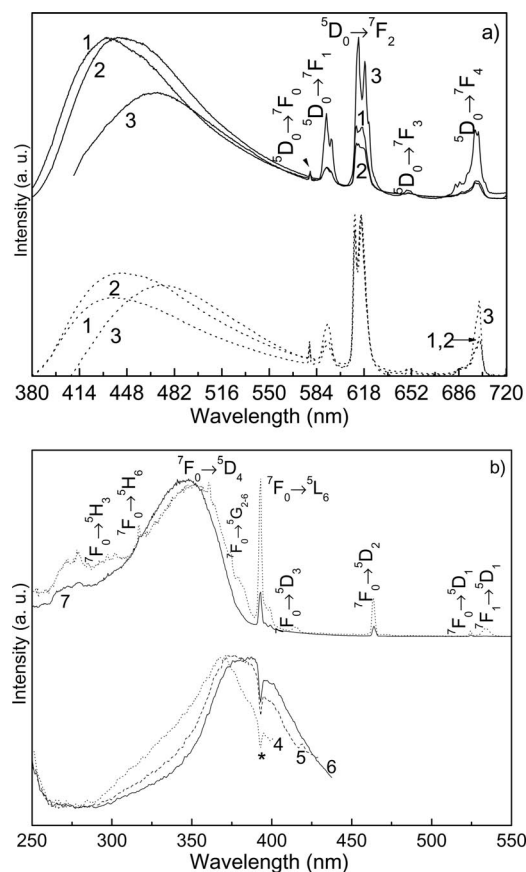 a)
⁵D₀→⁷F₂
⁵D₀→⁷F₀
⁵D₀→⁷F₁
⁵D₀→⁷F₃
⁵D₀→⁷F₄
1
2
3
3
1
2
2
1
3
3
1,2
Intensity (a. u.)
380 414 448 482 516 550 584 618 652 686 720
Wavelength (nm)
b)
⁷F₀→⁵H₃
⁷F₀→⁵H₆
⁷F₀→⁵D₄
⁷F₀→⁵G₂₋₆
⁷F₀→⁵L₆
⁷F₀→⁵D₃
⁷F₀→⁵D₂
⁷F₀→⁵D₁
⁷F₁→⁵D₁
7
4
5
6
*
Intensity (a. u.)
250 300 350 400 450 500 550
Wavelength (nm)